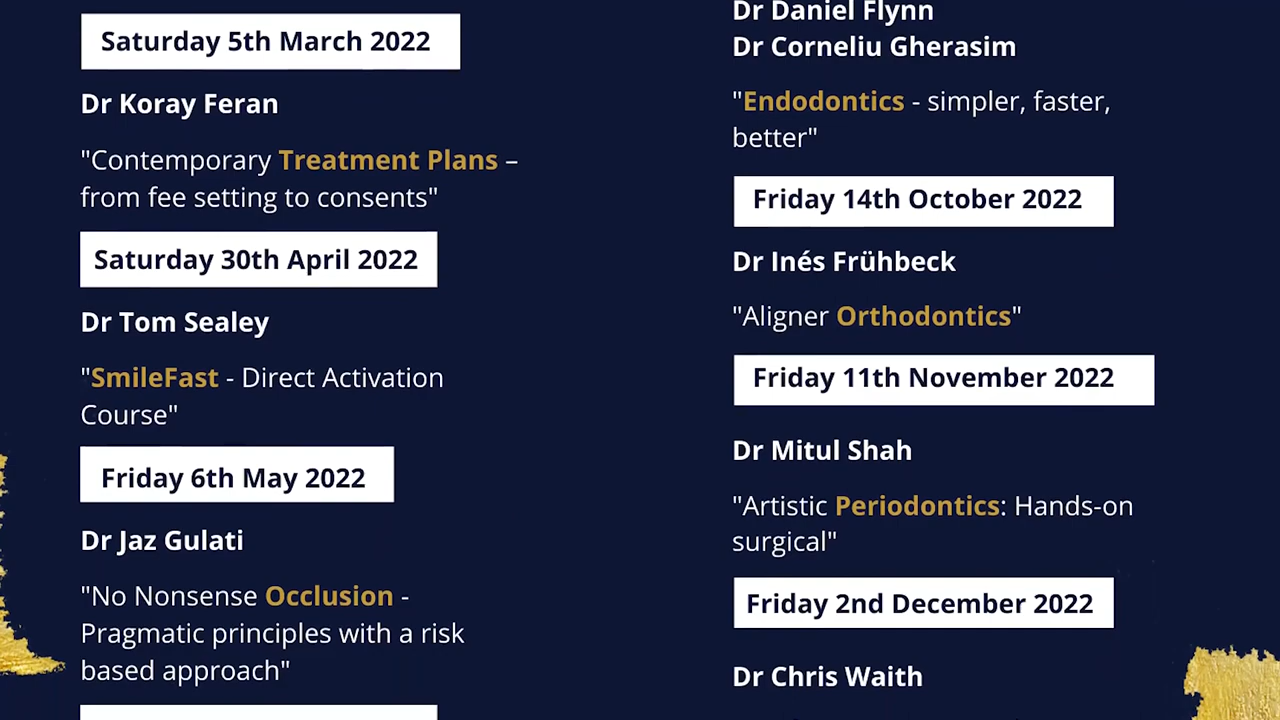 Saturday 5th March 2022
Dr Koray Feran
"Contemporary Treatment Plans –
from fee setting to consents"
Saturday 30th April 2022
Dr Tom Sealey
"SmileFast - Direct Activation
Course"
Friday 6th May 2022
Dr Jaz Gulati
"No Nonsense Occlusion -
Pragmatic principles with a risk
based approach"
Dr Daniel Flynn
Dr Corneliu Gherasim
"Endodontics - simpler, faster,
better"
Friday 14th October 2022
Dr Inés Frühbeck
"Aligner Orthodontics"
Friday 11th November 2022
Dr Mitul Shah
"Artistic Periodontics: Hands-on
surgical"
Friday 2nd December 2022
Dr Chris Waith